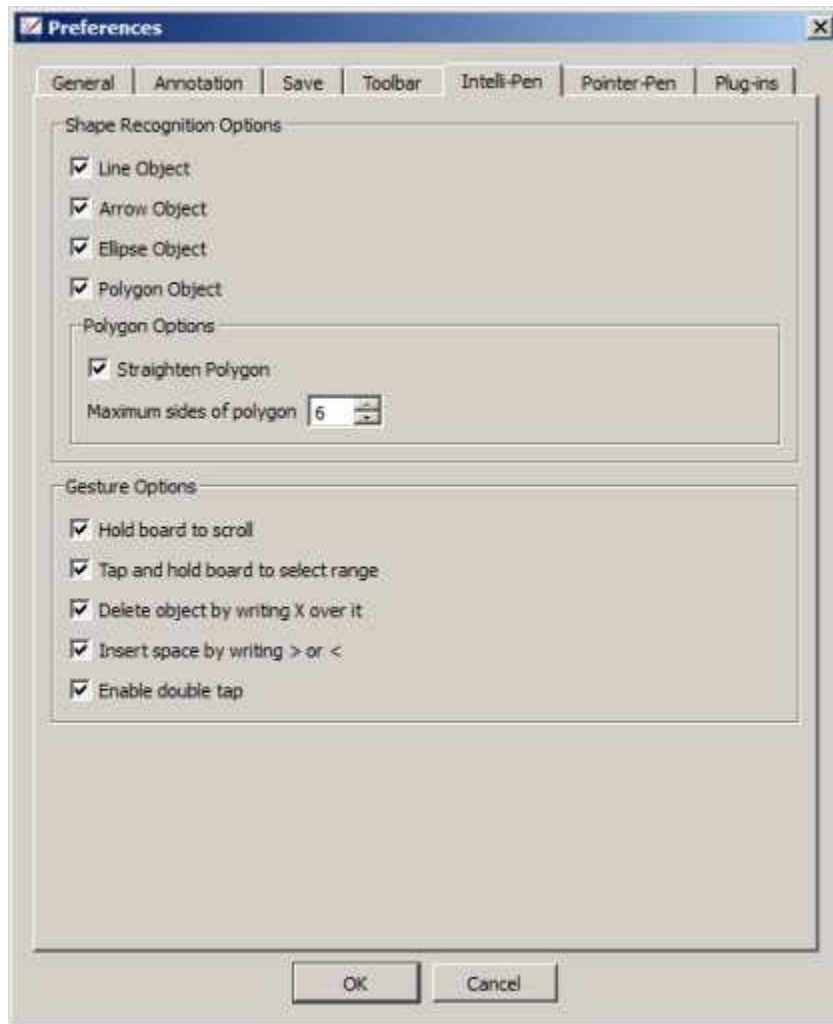 Preferences
General Annotation Save Toolbar Intelli-Pen Pointer-Pen Plug-ins
Shape Recognition Options
Line Object
Arrow Object
Ellipse Object
Polygon Object
Polygon Options
Straighten Polygon
Maximum sides of polygon 6
Gesture Options
Hold board to scroll
Tap and hold board to select range
Delete object by writing X over it
Insert space by writing > or <
Enable double tap
OK Cancel